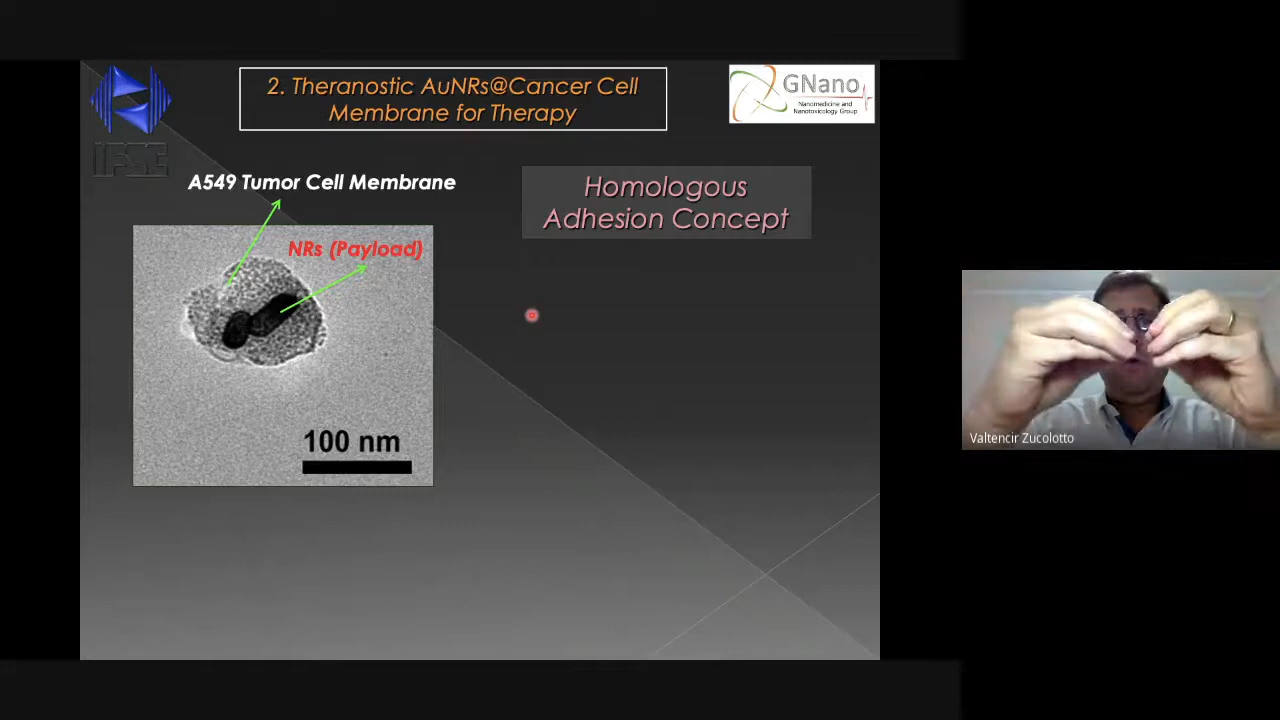 2. Theranostic AuNRs@Cancer Cell
Membrane for Therapy
GNano
Nanomedicine and
Nanotoxicology Group
IFSC
A549 Tumor Cell Membrane
Homologous
Adhesion Concept
NRs (Payload)
100 nm
Valtencir Zucolotto